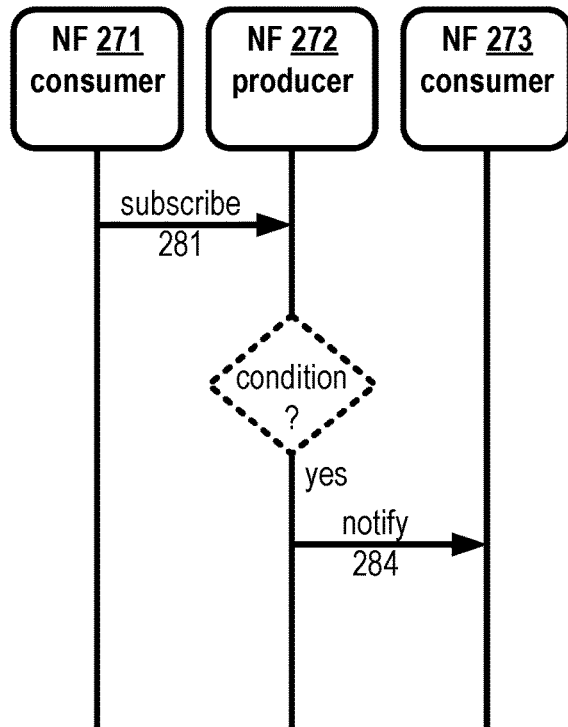 NF 271
consumer
NF 272
producer
NF 273
consumer
subscribe
281
condition
?
yes
notify
284